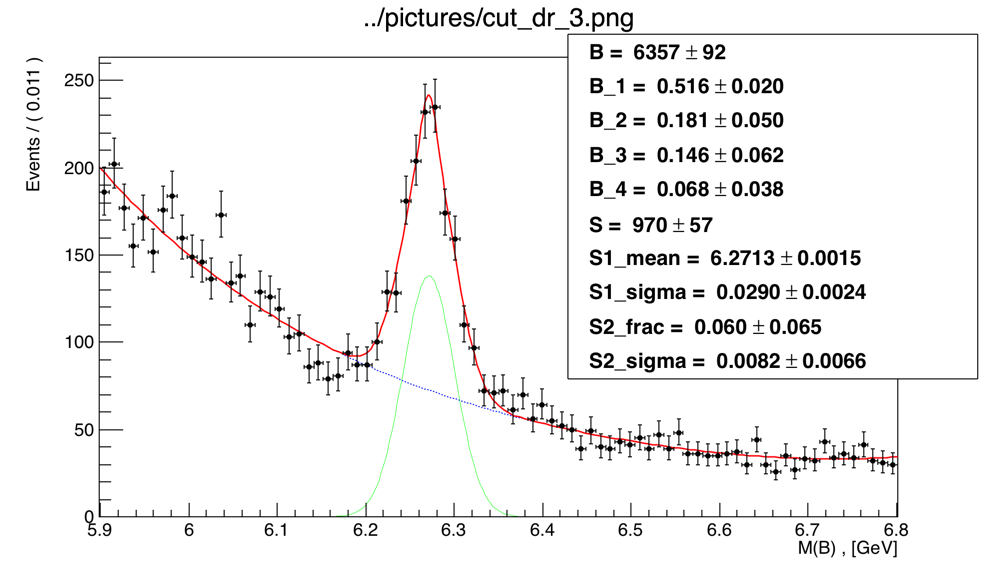 ../pictures/cut_dr_3.png
Events / ( 0.011 )
250
200
150
100
50
0
5.9 6 6.1 6.2 6.3 6.4 6.5 6.6 6.7 6.8
M(B) , [GeV]
B = 6357 ± 92
B_1 = 0.516 ± 0.020
B_2 = 0.181 ± 0.050
B_3 = 0.146 ± 0.062
B_4 = 0.068 ± 0.038
S = 970 ± 57
S1_mean = 6.2713 ± 0.0015
S1_sigma = 0.0290 ± 0.0024
S2_frac = 0.060 ± 0.065
S2_sigma = 0.0082 ± 0.0066